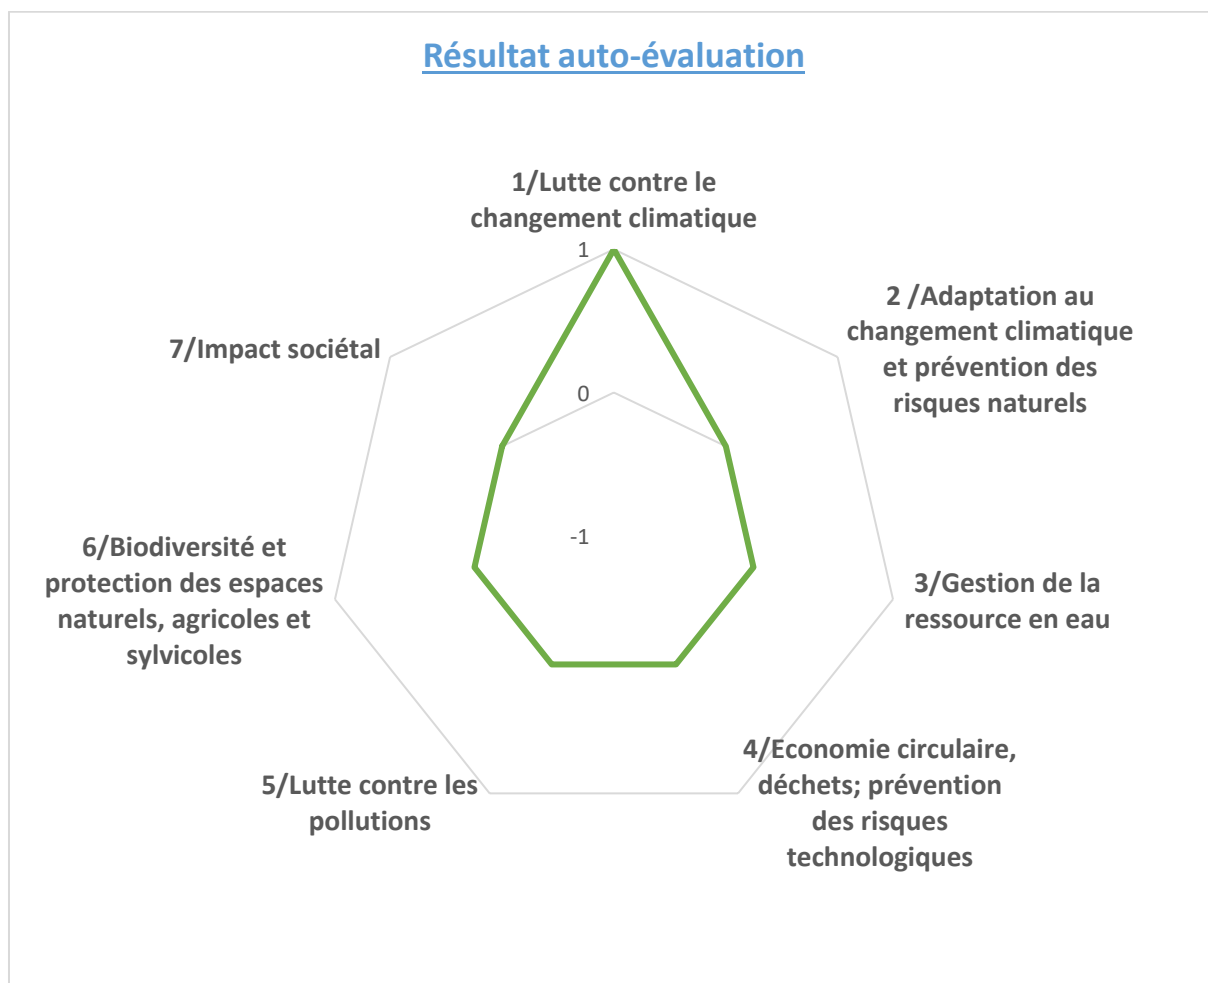 Résultat auto-évaluation
1/Lutte contre le
changement climatique
1
2 /Adaptation au
changement climatique
et prévention des
risques naturels
7/Impact sociétal
0
-1
6/Biodiversité et
protection des espaces
naturels, agricoles et
sylvicoles
3/Gestion de la
ressource en eau
4/Economie circulaire,
déchets; prévention
des risques
technologiques
5/Lutte contre les
pollutions